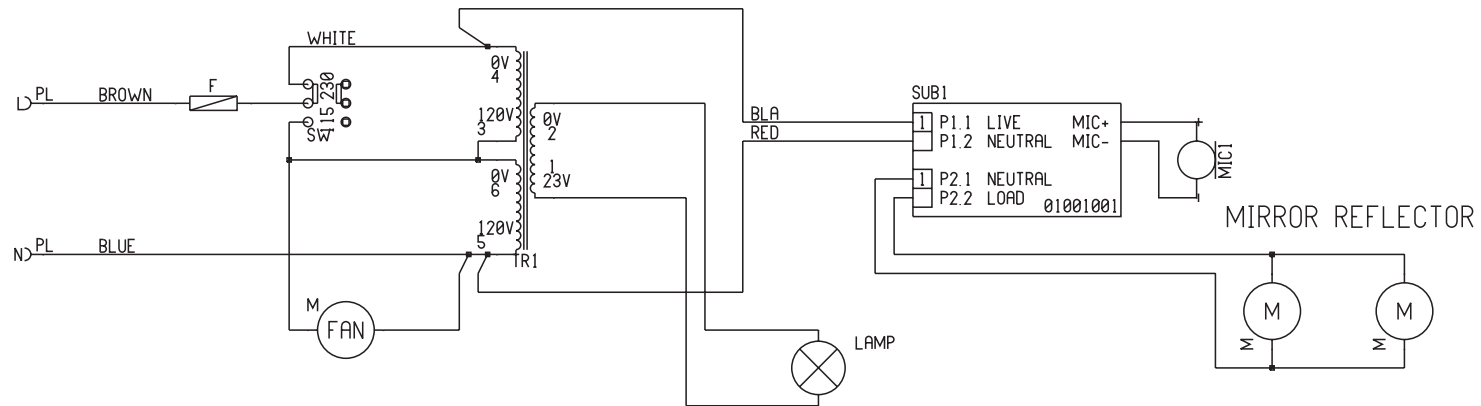 WHITE
L PL BROWN F
115 230
SW
0V
4
120V
3
0V
6
120V
5
TR1
0V
2
1
23V
N PL BLUE
M
FAN
BLA
RED
SUB1
1 P1.1 LIVE MIC+
P1.2 NEUTRAL MIC-
1 P2.1 NEUTRAL
P2.2 LOAD 01001001
+
MIC1
-
MIRROR REFLECTOR
M
M
M
M
LAMP